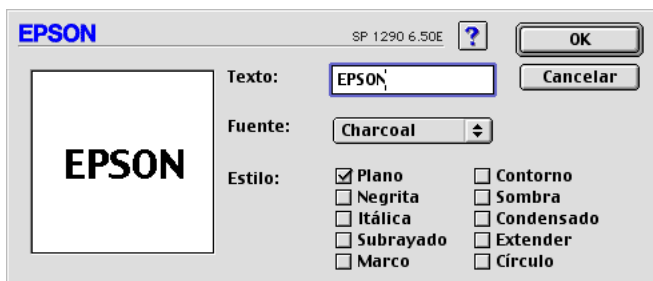 EPSON
SP 1290 6.50E
?
OK
Texto:
EPSON
Cancelar
Fuente:
Charcoal
EPSON
Estilo:
Plano
Contorno
Negrita
Sombra
Itálica
Condensado
Subrayado
Extender
Marco
Círculo